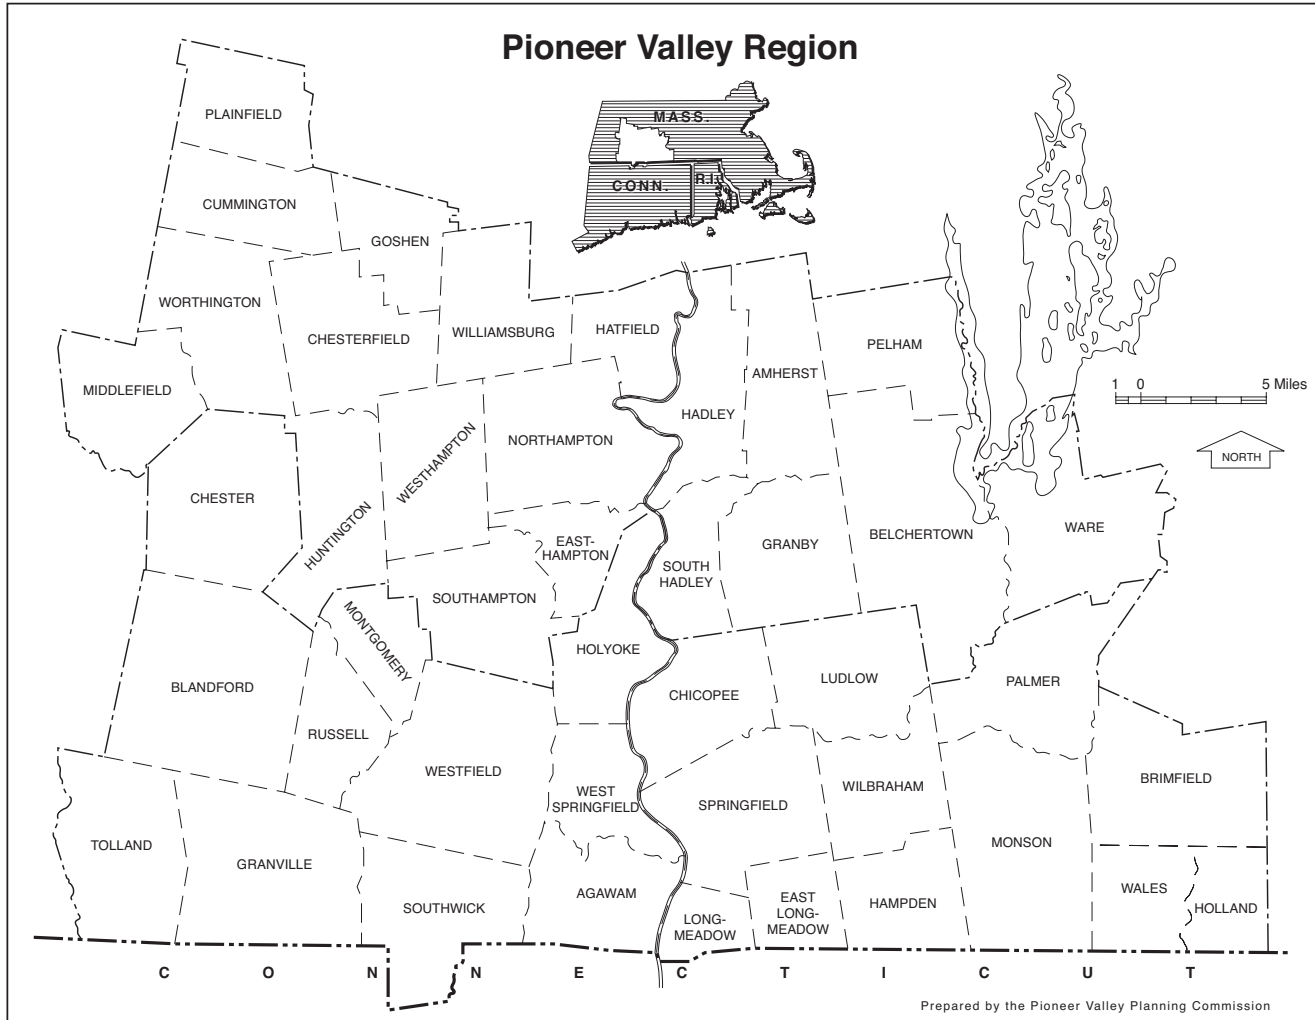 Pioneer Valley Region
PLAINFIELD
MASS.
CONN.
R.I.
CUMMINGTON
GOSHEN
WORTHINGTON
CHESTERFIELD
WILLIAMSBURG
HATFIELD
PELHAM
AMHERST
MIDDLEFIELD
HADLEY
1 0 5 Miles
NORTH
NORTHAMPTON
WESTHAMPTON
CHESTER
HUNTINGTON
EAST-
HAMPTON
GRANBY
BELCHERTOWN
WARE
SOUTH
HADLEY
SOUTHAMPTON
MONTGOMERY
HOLYOKE
BLANDFORD
CHICOPEE
LUDLOW
PALMER
RUSSELL
WESTFIELD
WEST
SPRINGFIELD
SPRINGFIELD
WILBRAHAM
BRIMFIELD
TOLLAND
GRANVILLE
MONSON
AGAWAM
EAST
LONG-
MEADOW
HAMPDEN
WALES
HOLLAND
SOUTHWICK
LONG-
MEADOW
C O N N E C T I C U T
Prepared by the Pioneer Valley Planning Commission